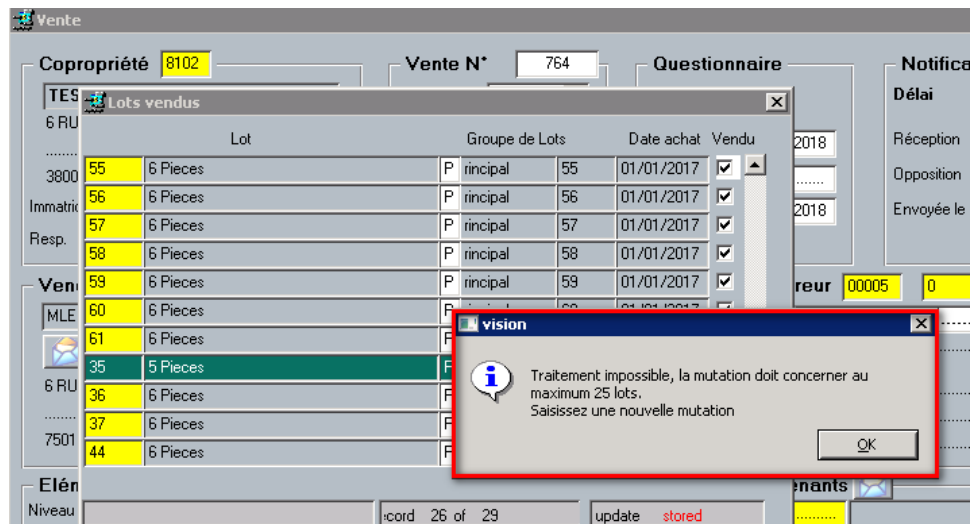 Vente
Copropriété 8102
Vente N° 764
Questionnaire
Notifica
TES
Délai
Lots vendus
6 RU
Lot Groupe de Lots Date achat Vendu
2018
Réception
55 6 Pieces P rincipal 55 01/01/2017
3800
Opposition
56 6 Pieces P rincipal 56 01/01/2017
Immatric
2018
Envoyée le
57 6 Pieces P rincipal 57 01/01/2017
Resp.
58 6 Pieces P rincipal 58 01/01/2017
59 6 Pieces P rincipal 59 01/01/2017
Ven
reur 00005 0
60 6 Pieces
MLE
vision
61 6 Pieces
35 5 Pieces
Traitement impossible, la mutation doit concerner au
maximum 25 lots.
Saisissez une nouvelle mutation
6 RU
36 6 Pieces
37 6 Pieces
7501
44 6 Pieces
OK
Elém
enants
Niveau
cord 26 of 29
update stored